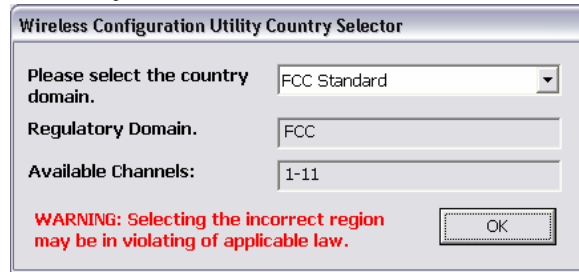 Wireless Configuration Utility Country Selector
Please select the country
domain.
FCC Standard
Regulatory Domain.
FCC
Available Channels:
1-11
WARNING: Selecting the incorrect region
may be in violating of applicable law.
OK